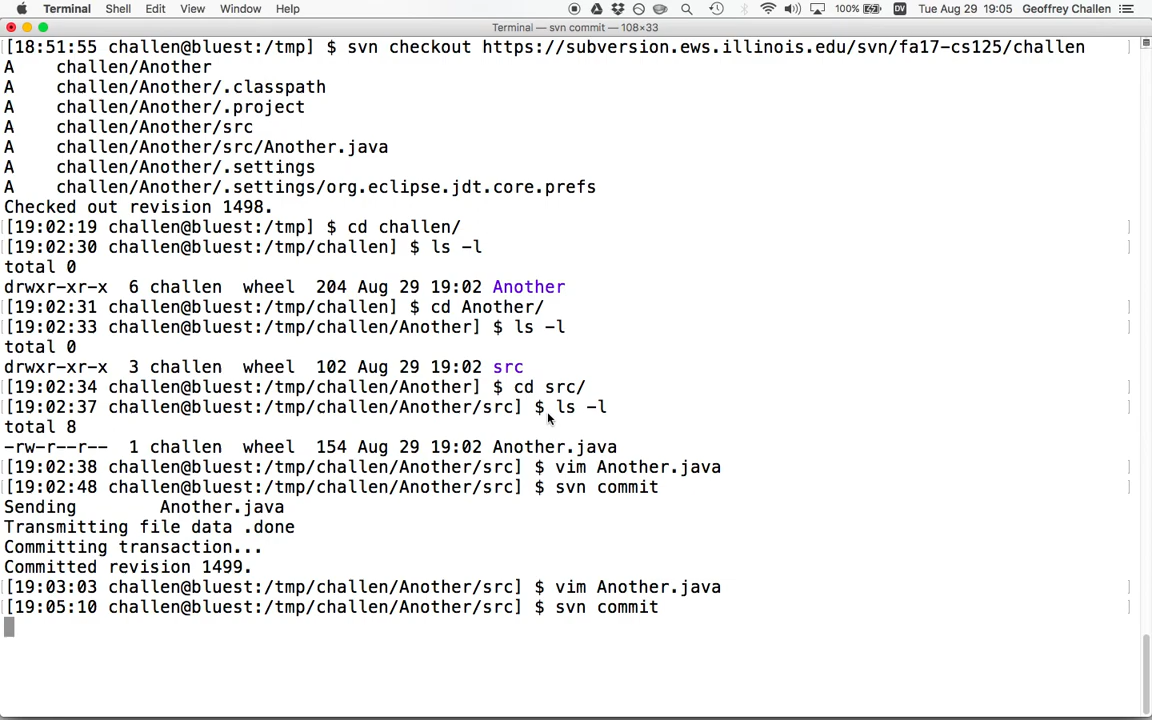 Terminal Shell Edit View Window Help 100% DV Tue Aug 29 19:05 Geoffrey Challen
Terminal — svn commit — 108×33
[18:51:55 challen@bluest:/tmp] $ svn checkout https://subversion.ews.illinois.edu/svn/fa17-cs125/challen
A    challen/Another
A    challen/Another/.classpath
A    challen/Another/.project
A    challen/Another/src
A    challen/Another/src/Another.java
A    challen/Another/.settings
A    challen/Another/.settings/org.eclipse.jdt.core.prefs
Checked out revision 1498.
[19:02:19 challen@bluest:/tmp] $ cd challen/
[19:02:30 challen@bluest:/tmp/challen] $ ls -l
total 0
drwxr-xr-x  6 challen  wheel  204 Aug 29 19:02 Another
[19:02:31 challen@bluest:/tmp/challen] $ cd Another/
[19:02:33 challen@bluest:/tmp/challen/Another] $ ls -l
total 0
drwxr-xr-x  3 challen  wheel  102 Aug 29 19:02 src
[19:02:34 challen@bluest:/tmp/challen/Another] $ cd src/
[19:02:37 challen@bluest:/tmp/challen/Another/src] $ ls -l
total 8
-rw-r--r--  1 challen  wheel  154 Aug 29 19:02 Another.java
[19:02:38 challen@bluest:/tmp/challen/Another/src] $ vim Another.java
[19:02:48 challen@bluest:/tmp/challen/Another/src] $ svn commit
Sending        Another.java
Transmitting file data .done
Committing transaction...
Committed revision 1499.
[19:03:03 challen@bluest:/tmp/challen/Another/src] $ vim Another.java
[19:05:10 challen@bluest:/tmp/challen/Another/src] $ svn commit